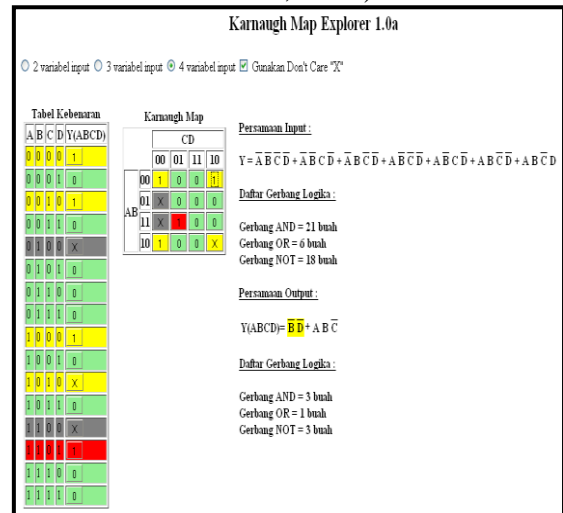 Karnaugh Map Explorer 1.0a
2 variabel input 3 variabel input 4 variabel input Gunakan Don't Care "X"
Tabel Kebenaran
A B C D Y(ABCD)
0 0 0 0 1
0 0 0 1 0
0 0 1 0 1
0 0 1 1 0
0 1 0 0 X
0 1 0 1 0
0 1 1 0 0
0 1 1 1 0
1 0 0 0 1
1 0 0 1 0
1 0 1 0 X
1 0 1 1 0
1 1 0 0 X
1 1 0 1 1
1 1 1 0 0
1 1 1 1 0
Karnaugh Map
CD
00 01 11 10
00 1 0 0 1
01 X 0 0 0
AB
11 X 1 0 0
10 1 0 0 X
Persamaan Input :
Y = A̅ B̅ C̅ D̅ + A̅ B̅ C D̅ + A̅ B C̅ D̅ + A B̅ C̅ D̅ + A B̅ C D̅ + A B C̅ D̅ + A B C̅ D
Daftar Gerbang Logika :
Gerbang AND = 21 buah
Gerbang OR = 6 buah
Gerbang NOT = 18 buah
Persamaan Output :
Y(ABCD)= B̅ D̅ + A B C̅
Daftar Gerbang Logika :
Gerbang AND = 3 buah
Gerbang OR = 1 buah
Gerbang NOT = 3 buah